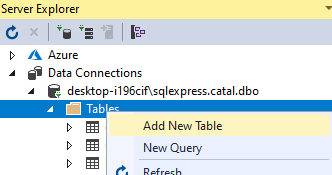 Server Explorer
Azure
Data Connections
desktop-i196cif\sqlexpress.catal.dbo
Tables
Add New Table
New Query
Refresh